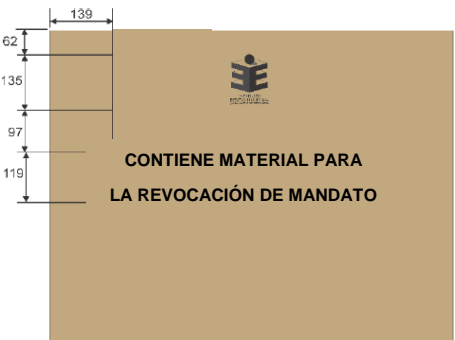 139
62
135
97
119
CONTIENE MATERIAL PARA
LA REVOCACIÓN DE MANDATO